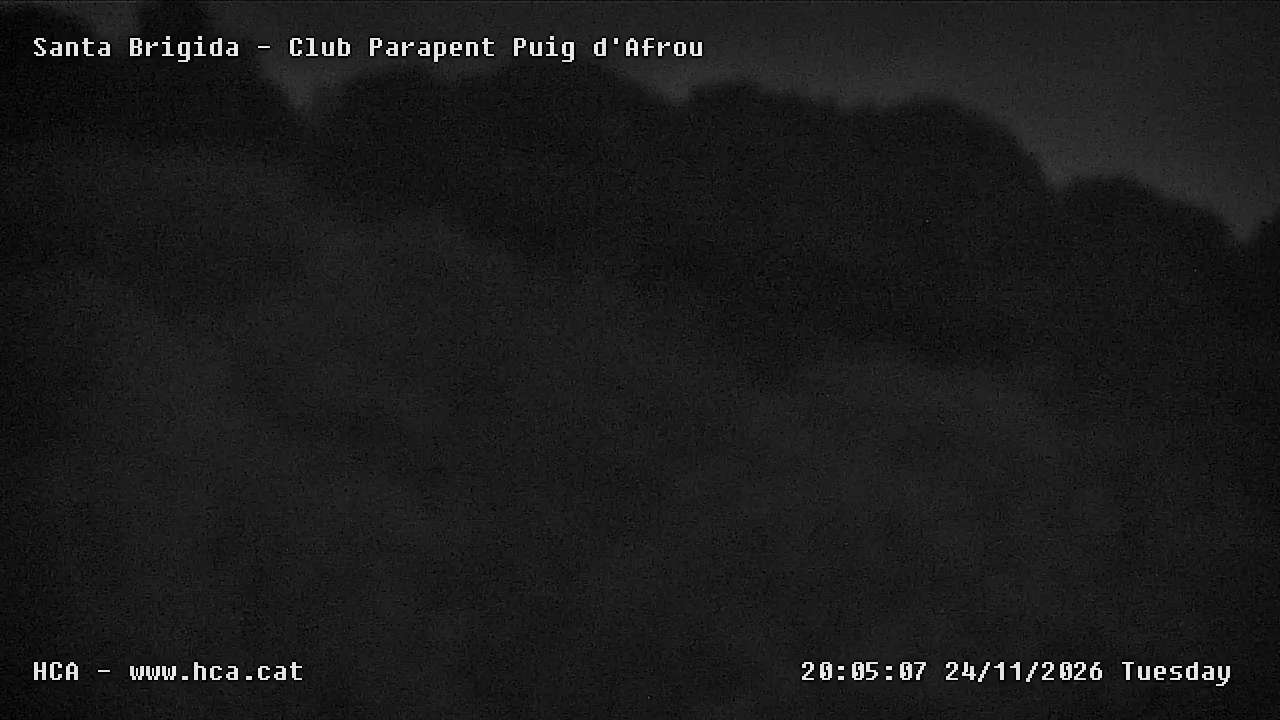 Santa Brigida - Club Parapent Puig d'Afrou
HCA - www.hca.cat
20:05:07 24/11/2026 Tuesday